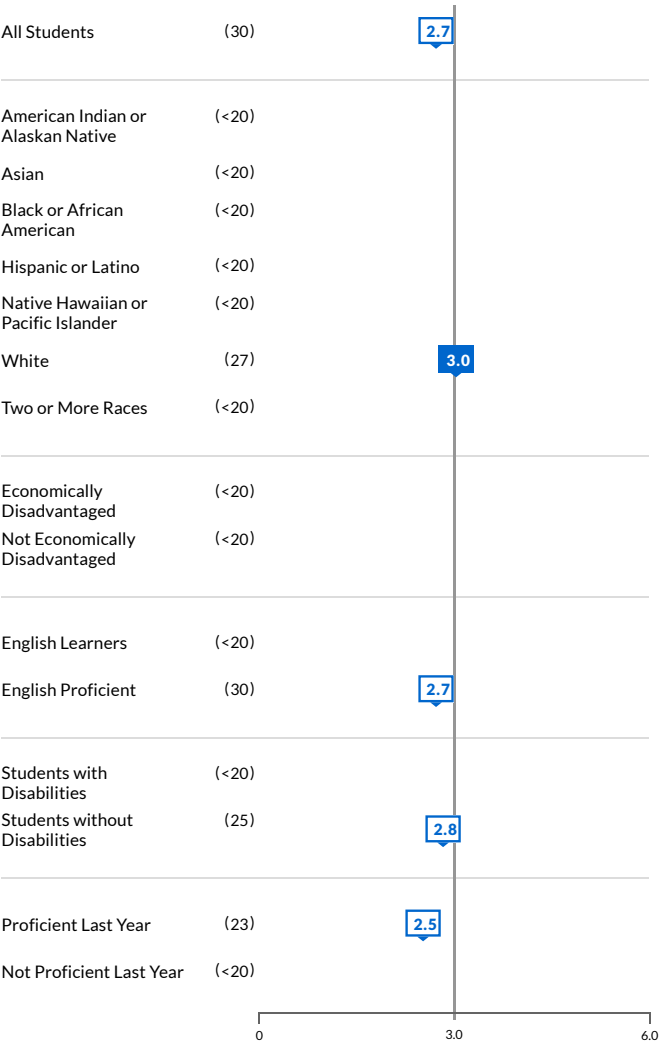 All Students (30) 2.7
American Indian or (<20)
Alaskan Native
Asian (<20)
Black or African (<20)
American
Hispanic or Latino (<20)
Native Hawaiian or (<20)
Pacific Islander
White (27) 3.0
Two or More Races (<20)
Economically (<20)
Disadvantaged
Not Economically (<20)
Disadvantaged
English Learners (<20)
English Proficient (30) 2.7
Students with (<20)
Disabilities
Students without (25) 2.8
Disabilities
Proficient Last Year (23) 2.5
Not Proficient Last Year (<20)
0 3.0 6.0